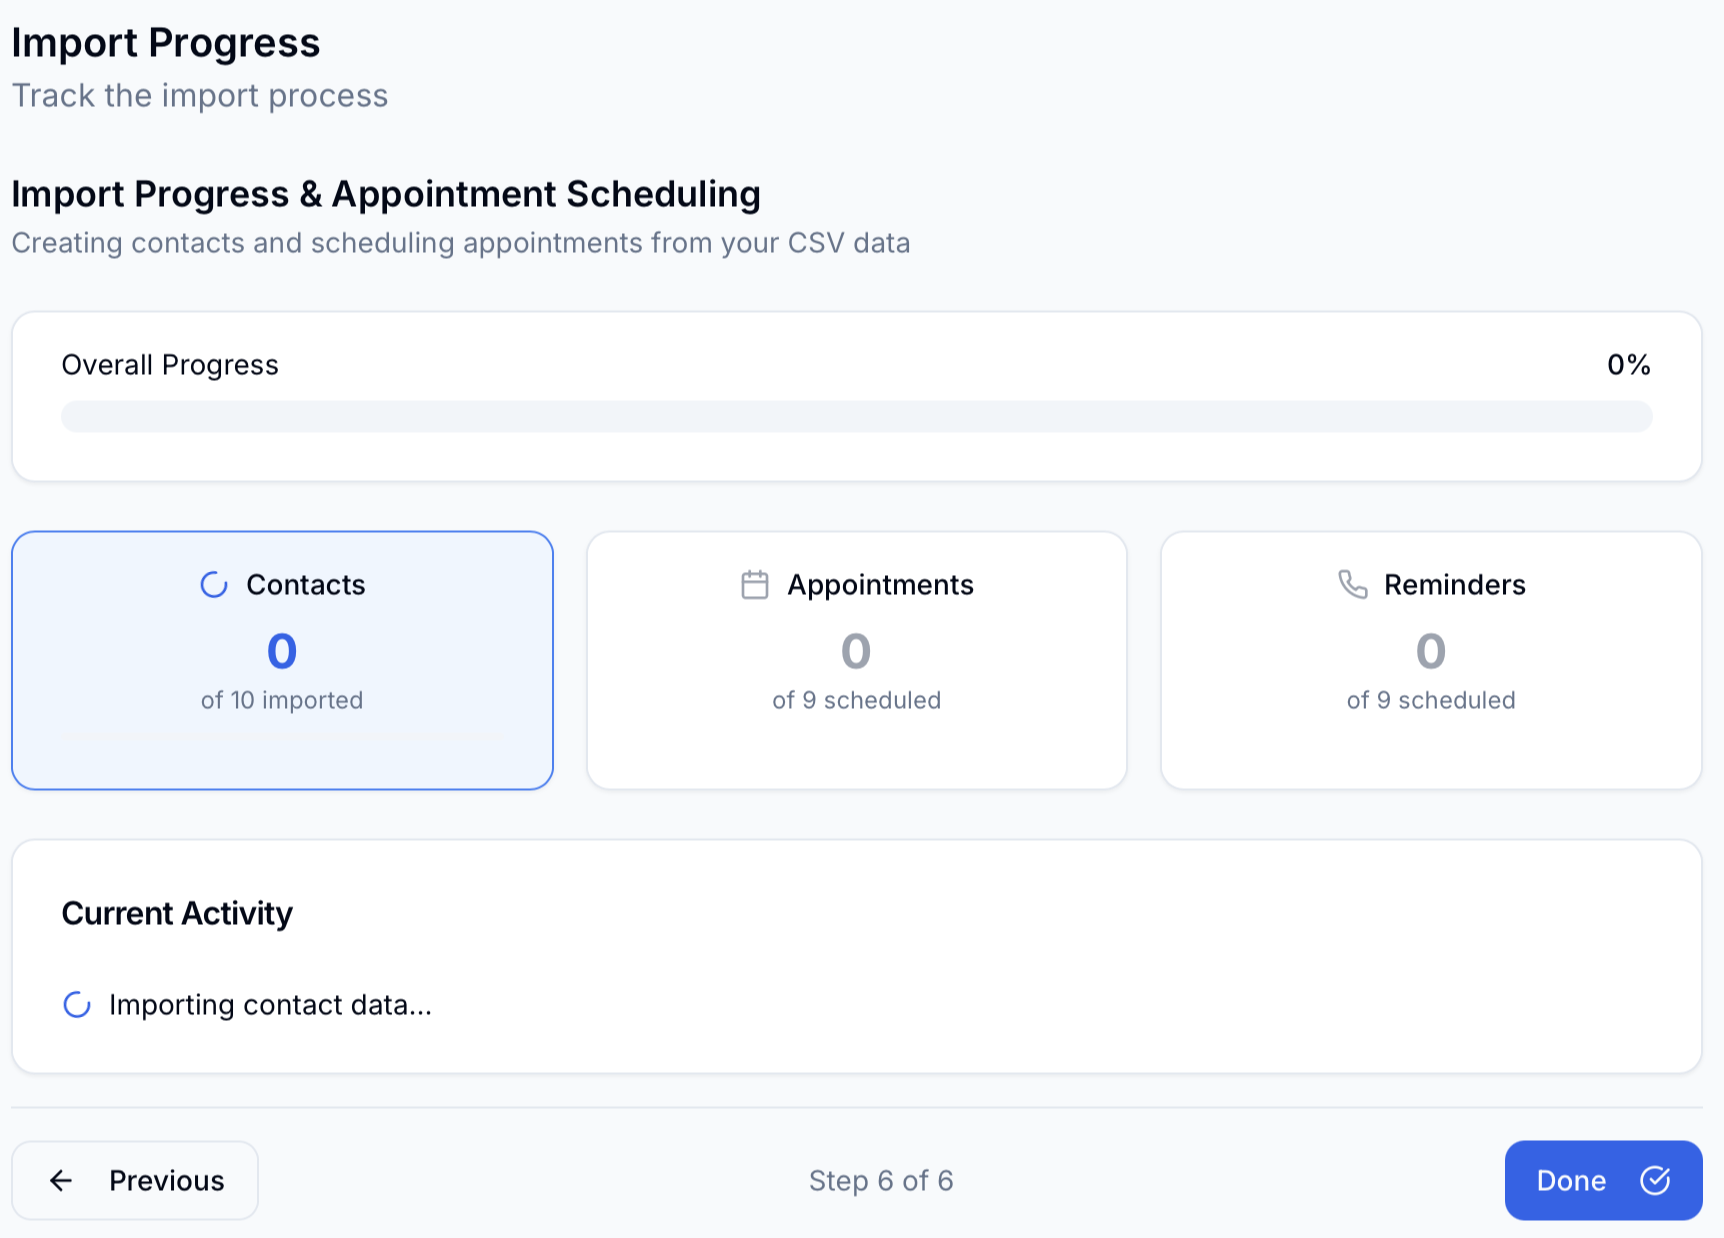 Import Progress
Track the import process
Import Progress & Appointment Scheduling
Creating contacts and scheduling appointments from your CSV data
Overall Progress 0%
Contacts
0
of 10 imported
Appointments
0
of 9 scheduled
Reminders
0
of 9 scheduled
Current Activity
Importing contact data...
Previous
Step 6 of 6
Done